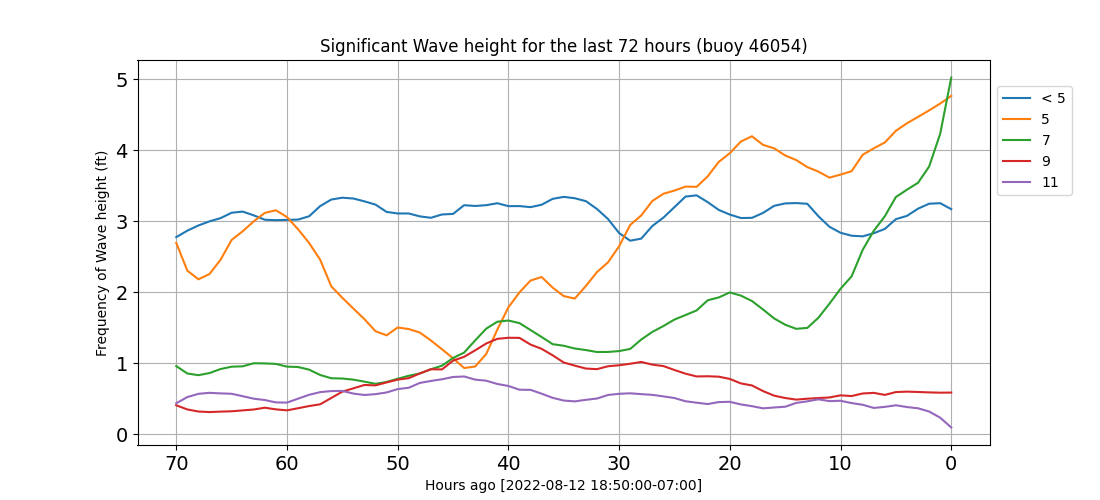 Significant Wave height for the last 72 hours (buoy 46054)
Frequency of Wave height (ft)
5
4
3
2
1
0
70 60 50 40 30 20 10 0
Hours ago [2022-08-12 18:50:00-07:00]
< 5
5
7
9
11